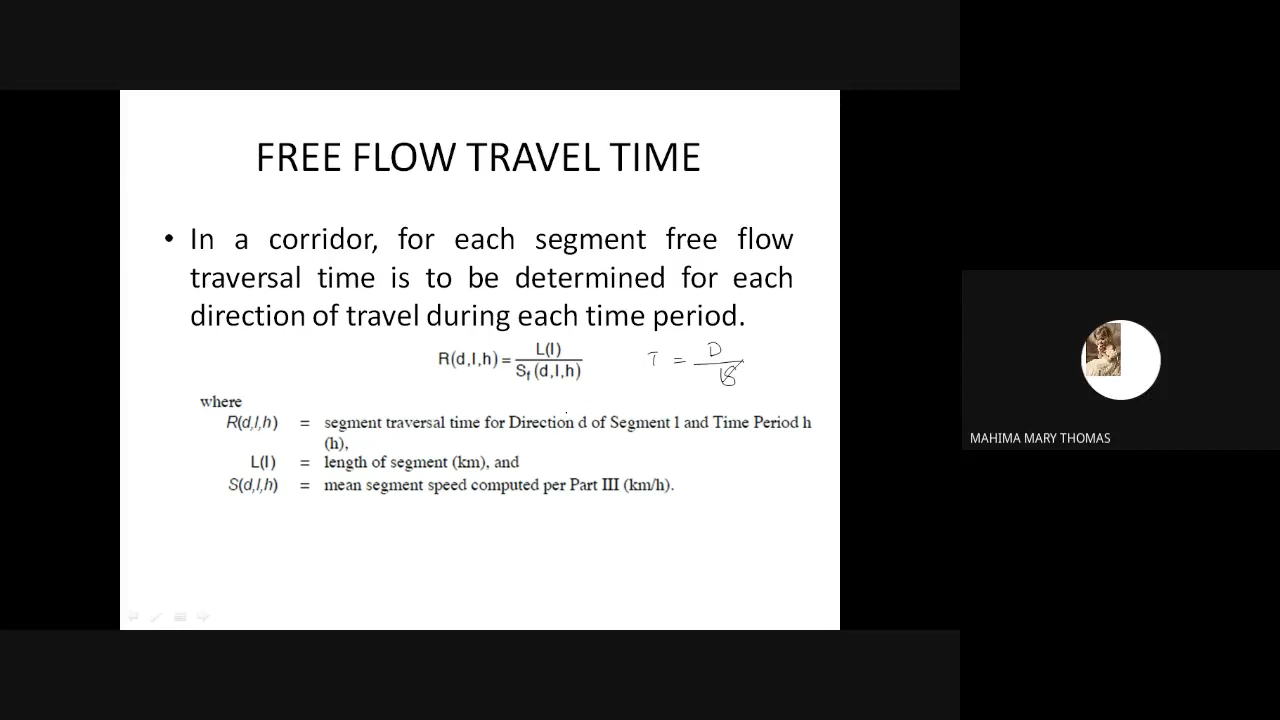 FREE FLOW TRAVEL TIME
• In a corridor, for each segment free flow
traversal time is to be determined for each
direction of travel during each time period.
R(d,l,h) = L(l) / Sf (d,l,h)
T = D /
where
R(d,l,h) = segment traversal time for Direction d of Segment l and Time Period h
(h),
L(l) = length of segment (km), and
S(d,l,h) = mean segment speed computed per Part III (km/h).
MAHIMA MARY THOMAS